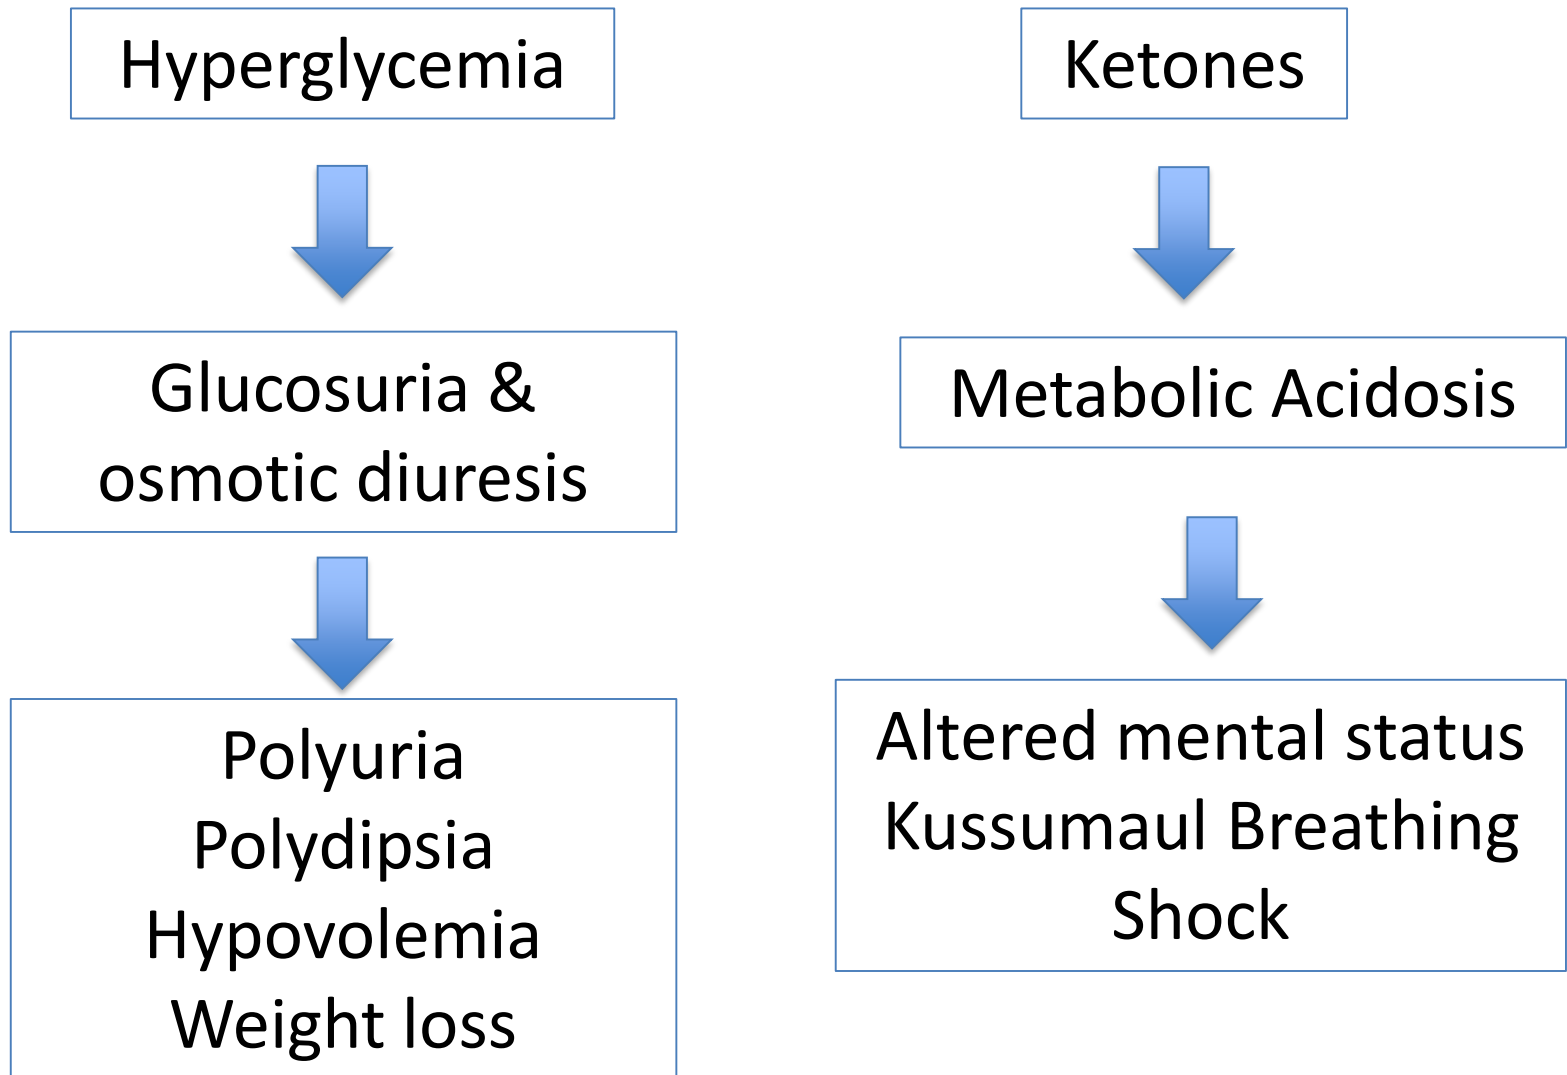 Hyperglycemia
Glucosuria &
osmotic diuresis
Polyuria
Polydipsia
Hypovolemia
Weight loss
Ketones
Metabolic Acidosis
Altered mental status
Kussumaul Breathing
Shock